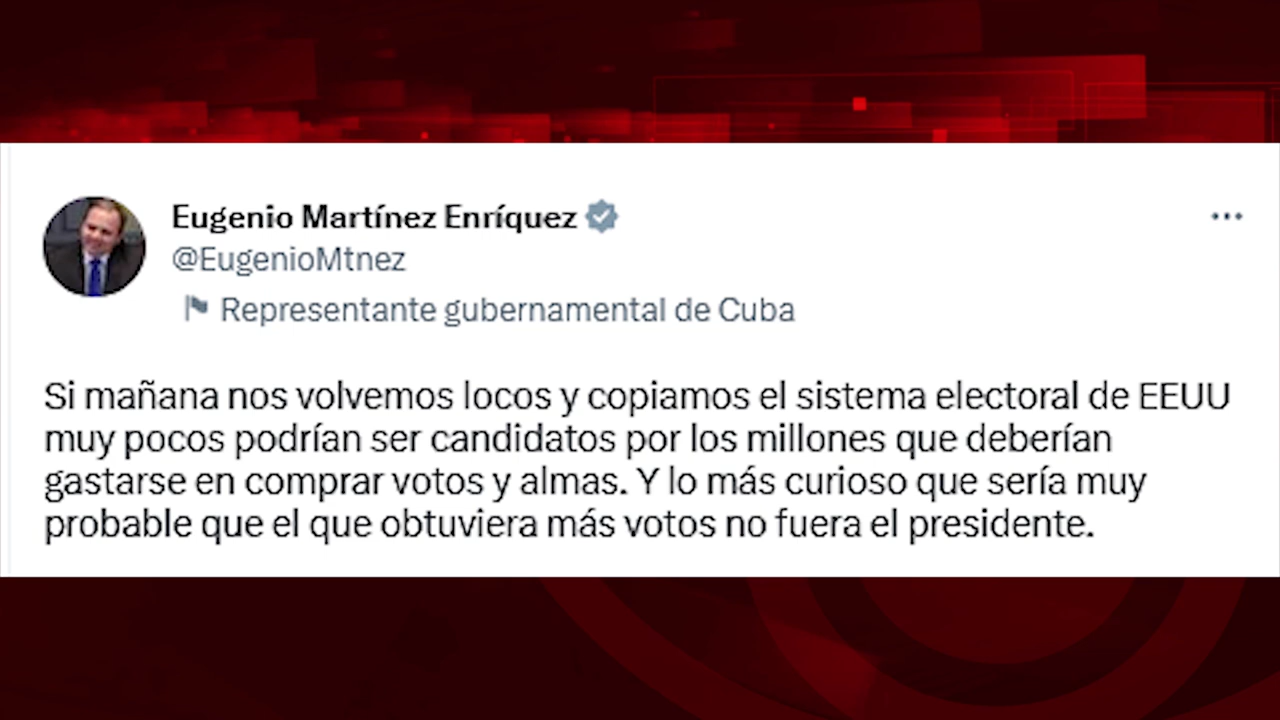 Eugenio Martínez Enríquez
@EugenioMtnez
Representante gubernamental de Cuba
Si mañana nos volvemos locos y copiamos el sistema electoral de EEUU
muy pocos podrían ser candidatos por los millones que deberían
gastarse en comprar votos y almas. Y lo más curioso que sería muy
probable que el que obtuviera más votos no fuera el presidente.